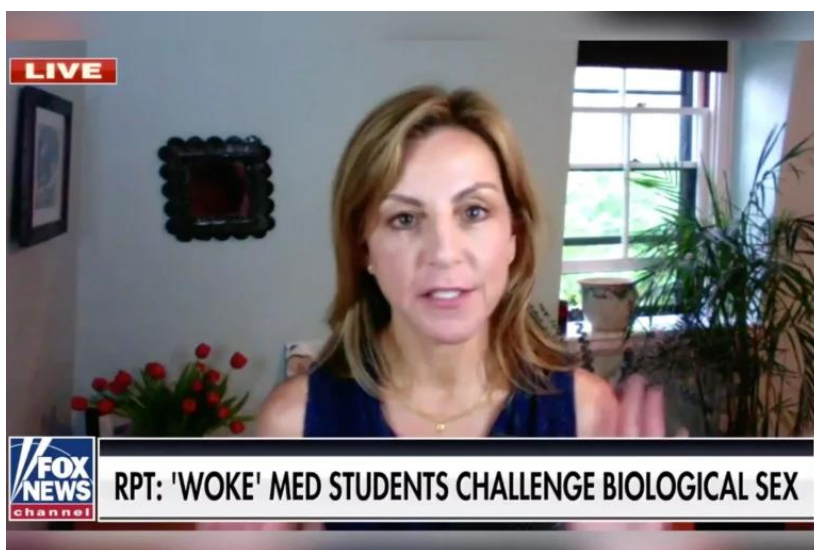 LIVE
FOX
NEWS
channel
RPT: 'WOKE' MED STUDENTS CHALLENGE BIOLOGICAL SEX